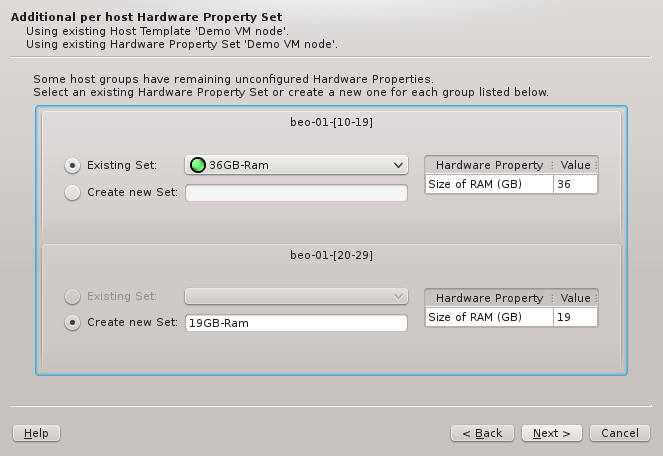 Additional per host Hardware Property Set
Using existing Host Template 'Demo VM node'.
Using existing Hardware Property Set 'Demo VM node'.
Some host groups have remaining unconfigured Hardware Properties.
Select an existing Hardware Property Set or create a new one for each group listed below.
beo-01-[10-19]
Existing Set: 36GB-Ram
Create new Set:
Hardware Property Value
Size of RAM (GB) 36
beo-01-[20-29]
Existing Set:
Create new Set: 19GB-Ram
Hardware Property Value
Size of RAM (GB) 19
Help < Back Next > Cancel